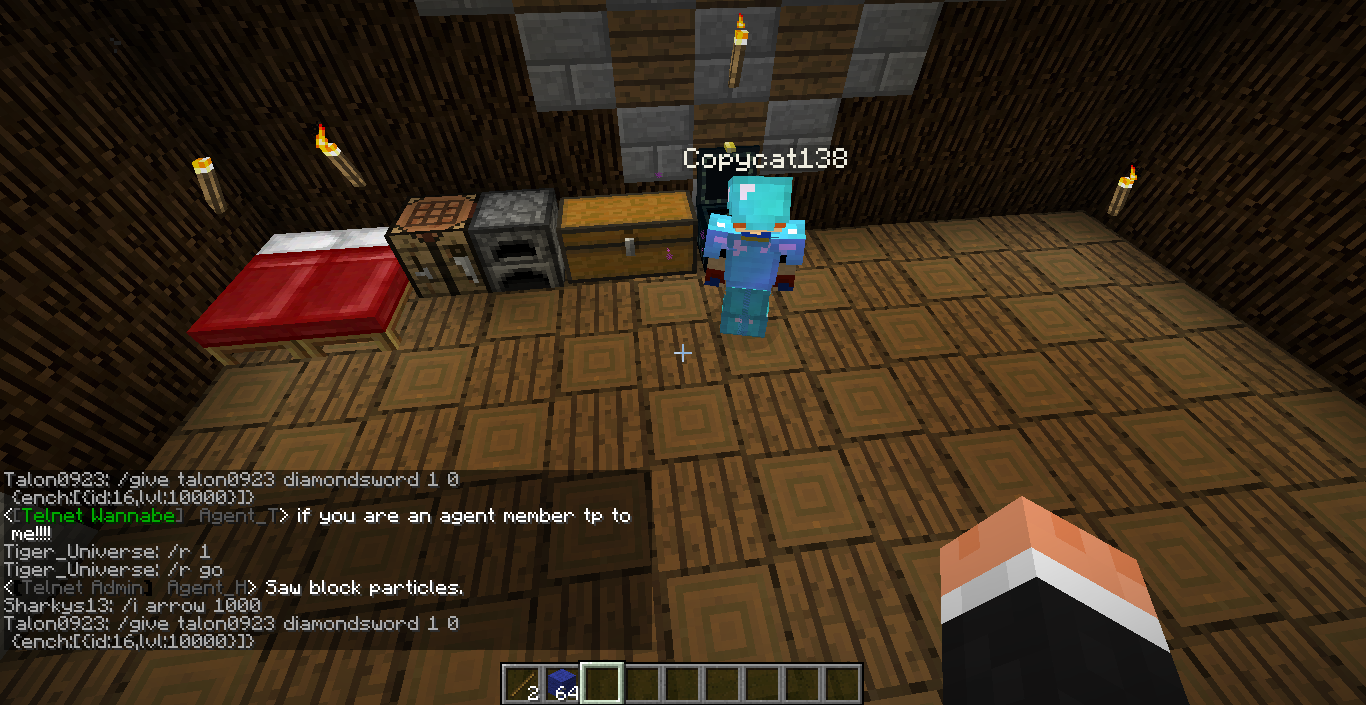 Copycat138
Talon0923: /give talon0923 diamondsword 1 0
{ench:[{id:16,lvl:10000}]}
<[Telnet Wannabe] Agent_T> if you are an agent member tp to
me!!!!
Tiger_Universe: /r 1
Tiger_Universe: /r go
<[Telnet Admin] Agent_H> Saw block particles.
Sharkys13: /i arrow 1000
Talon0923: /give talon0923 diamondsword 1 0
{ench:[{id:16,lvl:10000}]}
2 64